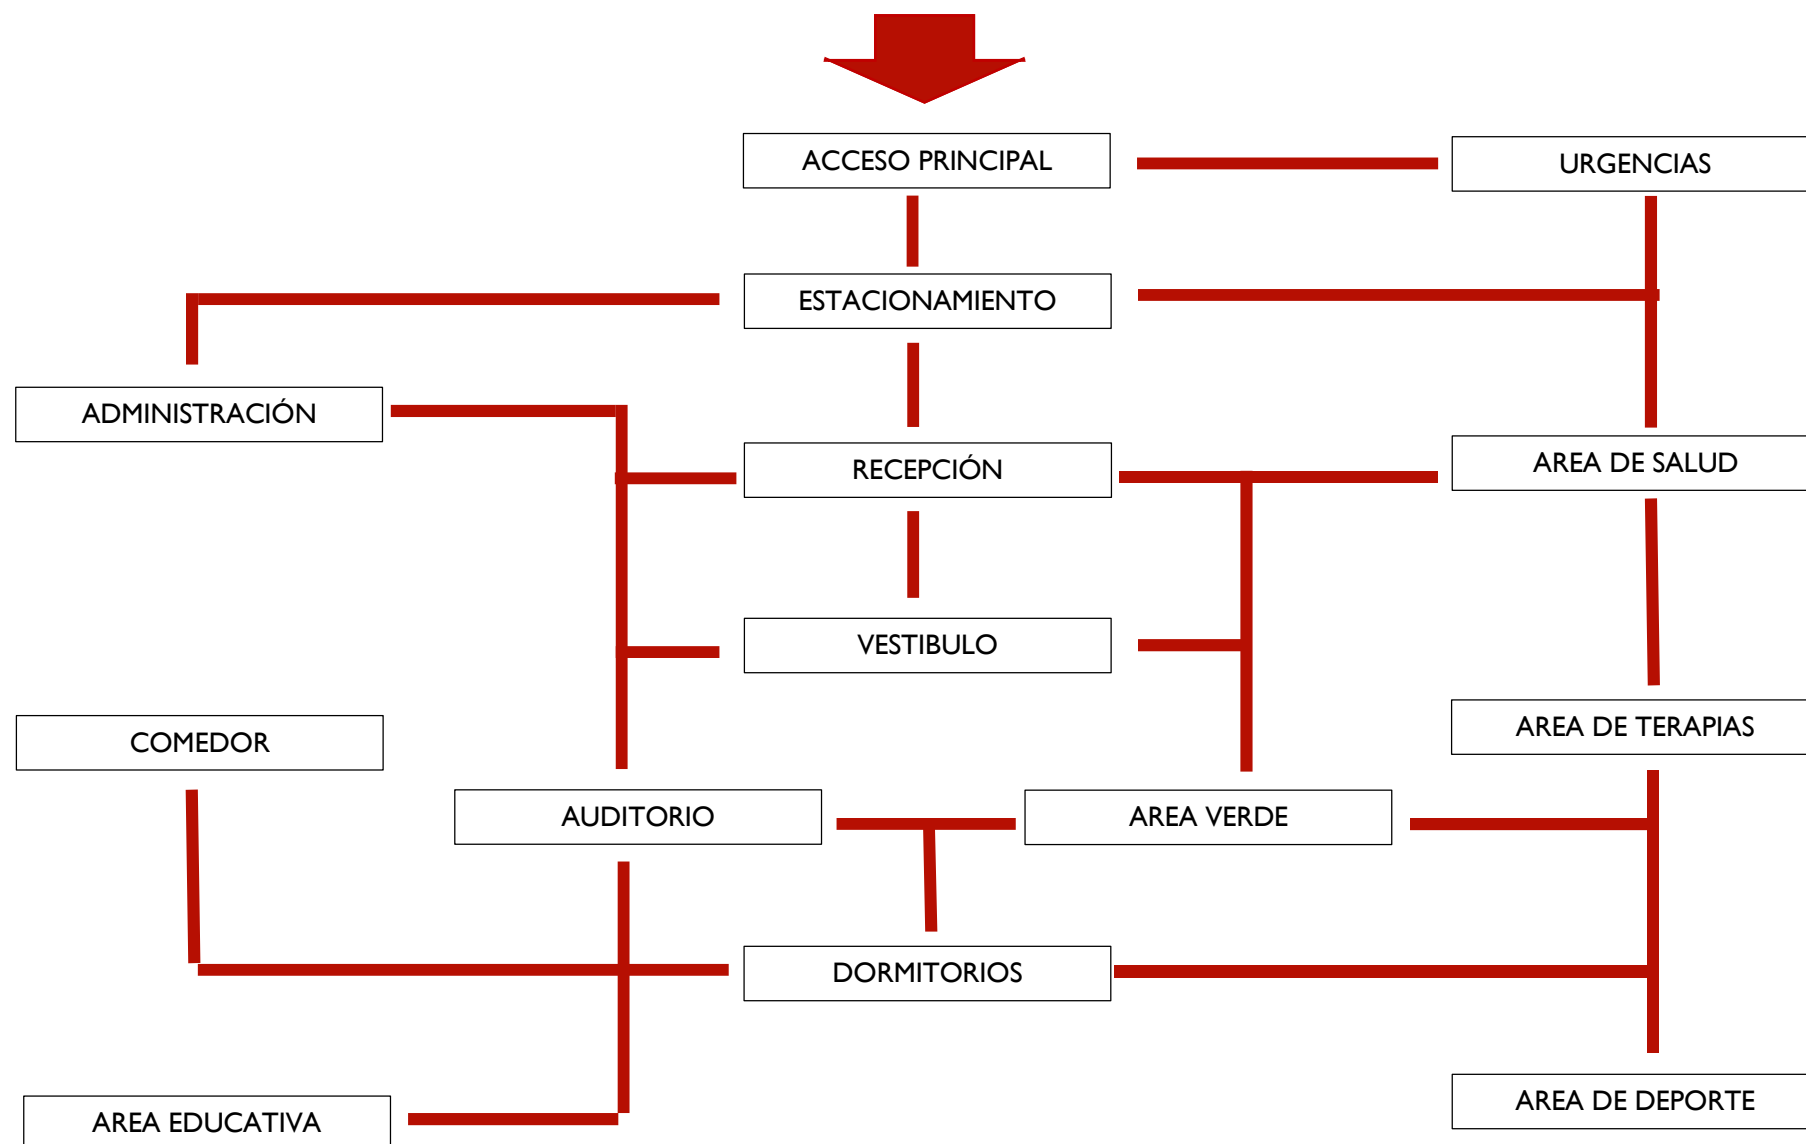 ACCESO PRINCIPAL
URGENCIAS
ESTACIONAMIENTO
ADMINISTRACIÓN
RECEPCIÓN
AREA DE SALUD
VESTIBULO
COMEDOR
AREA DE TERAPIAS
AUDITORIO
AREA VERDE
DORMITORIOS
AREA EDUCATIVA
AREA DE DEPORTE